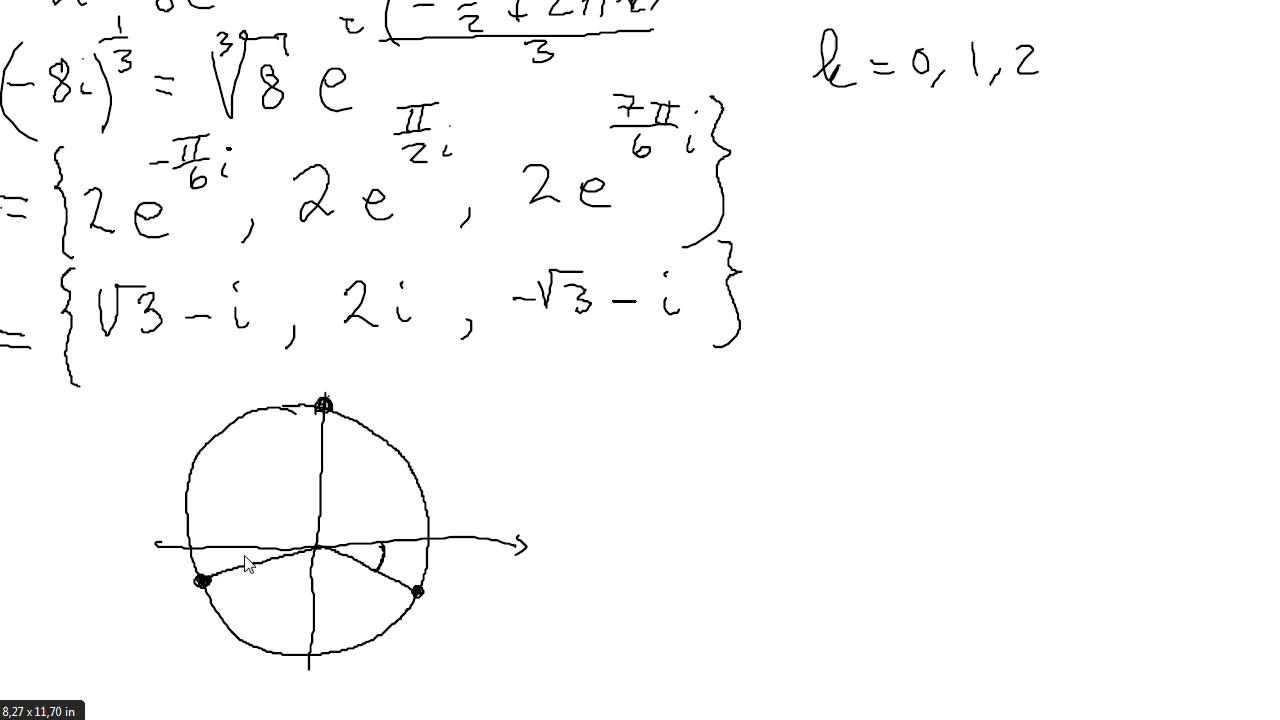 (-8i)^{1/3} = ∛8 e^{i(-π/2 + 2πk)/3}
k = 0, 1, 2
= {2e^{-π/6 i}, 2e^{π/2 i}, 2e^{7π/6 i}}
= {√3 - i, 2i, -√3 - i}
8,27 x 11,70 in